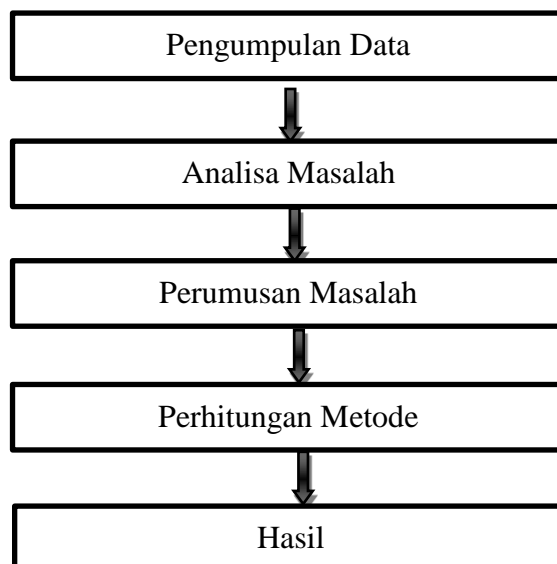 Pengumpulan Data
Analisa Masalah
Perumusan Masalah
Perhitungan Metode
Hasil